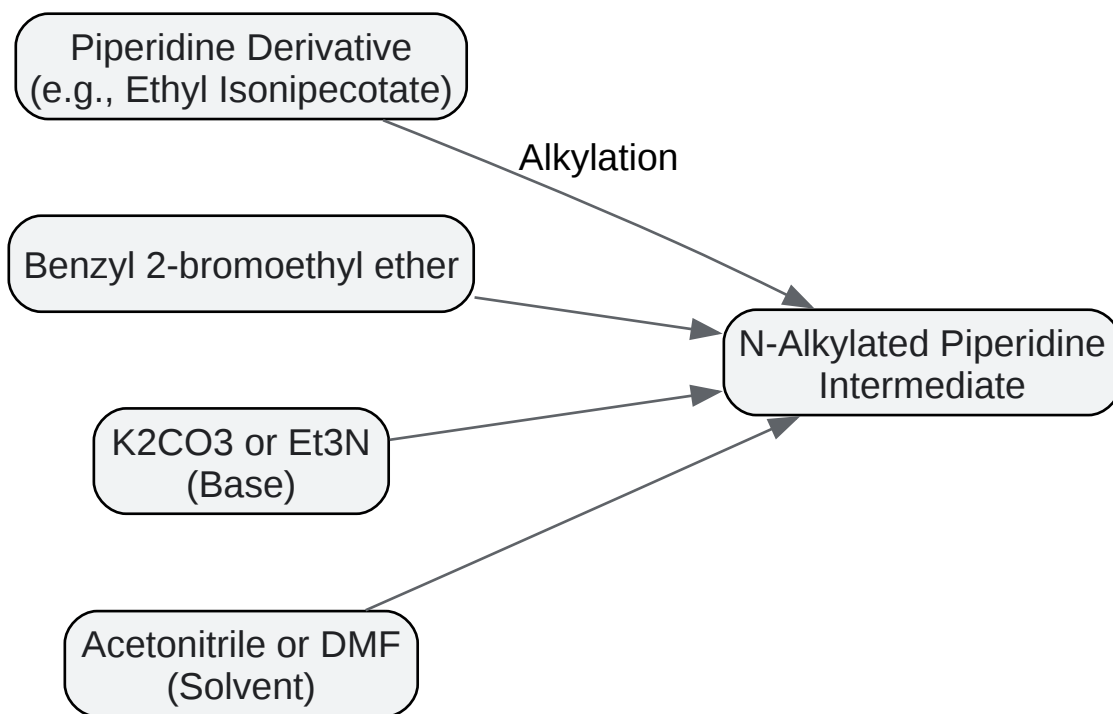 Piperidine Derivative
(e.g., Ethyl Isonipecotate)
Alkylation
Benzyl 2-bromoethyl ether
N-Alkylated Piperidine
Intermediate
K2CO3 or Et3N
(Base)
Acetonitrile or DMF
(Solvent)